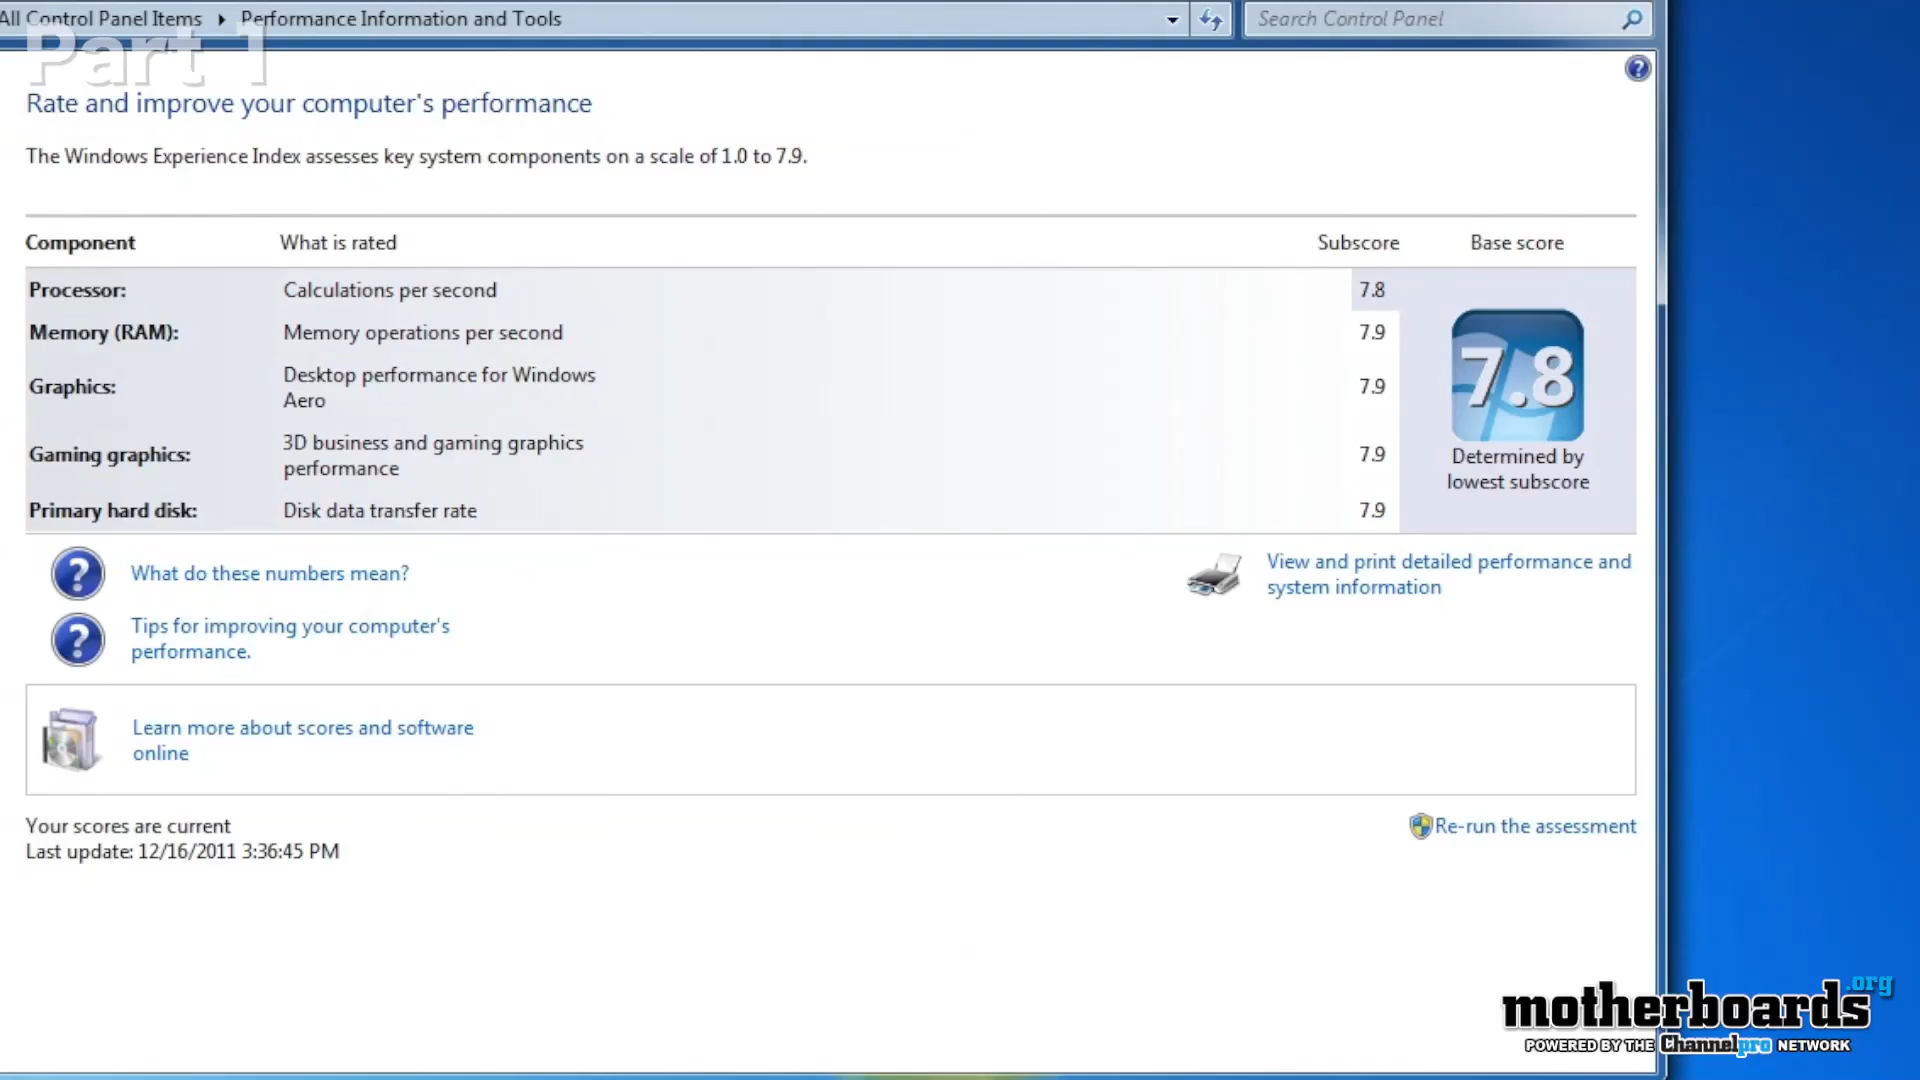 All Control Panel Items ▸ Performance Information and Tools
Search Control Panel
Part 1
Rate and improve your computer's performance
The Windows Experience Index assesses key system components on a scale of 1.0 to 7.9.
Component What is rated Subscore Base score
Processor: Calculations per second 7.8
Memory (RAM): Memory operations per second 7.9
Graphics: Desktop performance for Windows
Aero 7.9
Gaming graphics: 3D business and gaming graphics
performance 7.9
Primary hard disk: Disk data transfer rate 7.9
7.8
Determined by
lowest subscore
What do these numbers mean?
View and print detailed performance and
system information
Tips for improving your computer's
performance.
Learn more about scores and software
online
Your scores are current
Last update: 12/16/2011 3:36:45 PM
Re-run the assessment
motherboards.org
POWERED BY THE Channelpro NETWORK